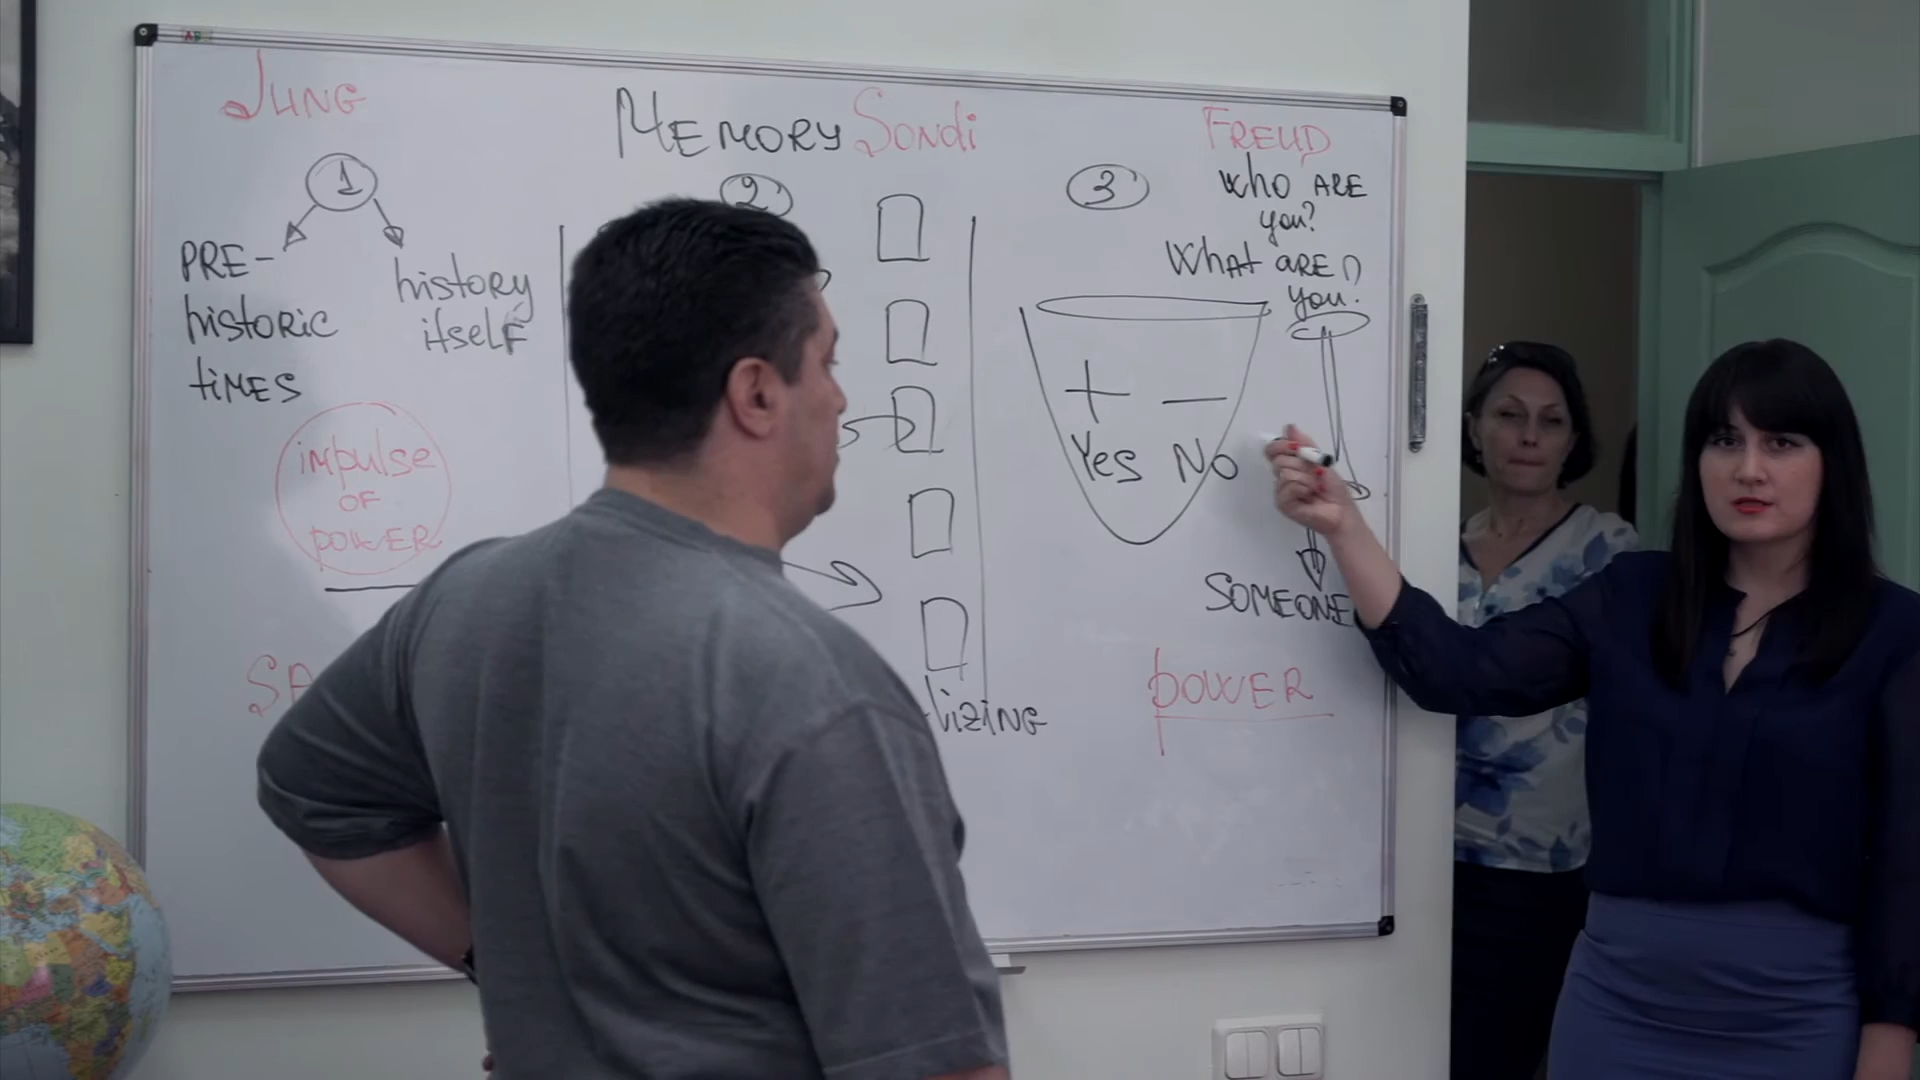 JUNG
MEMORY Sondi
FREUD
1
2
3
PRE-
historic
times
history
itself
impulse
OF
power
Who ARE
you?
What ARE
you?
+ -
Yes No
SOMEONE
power